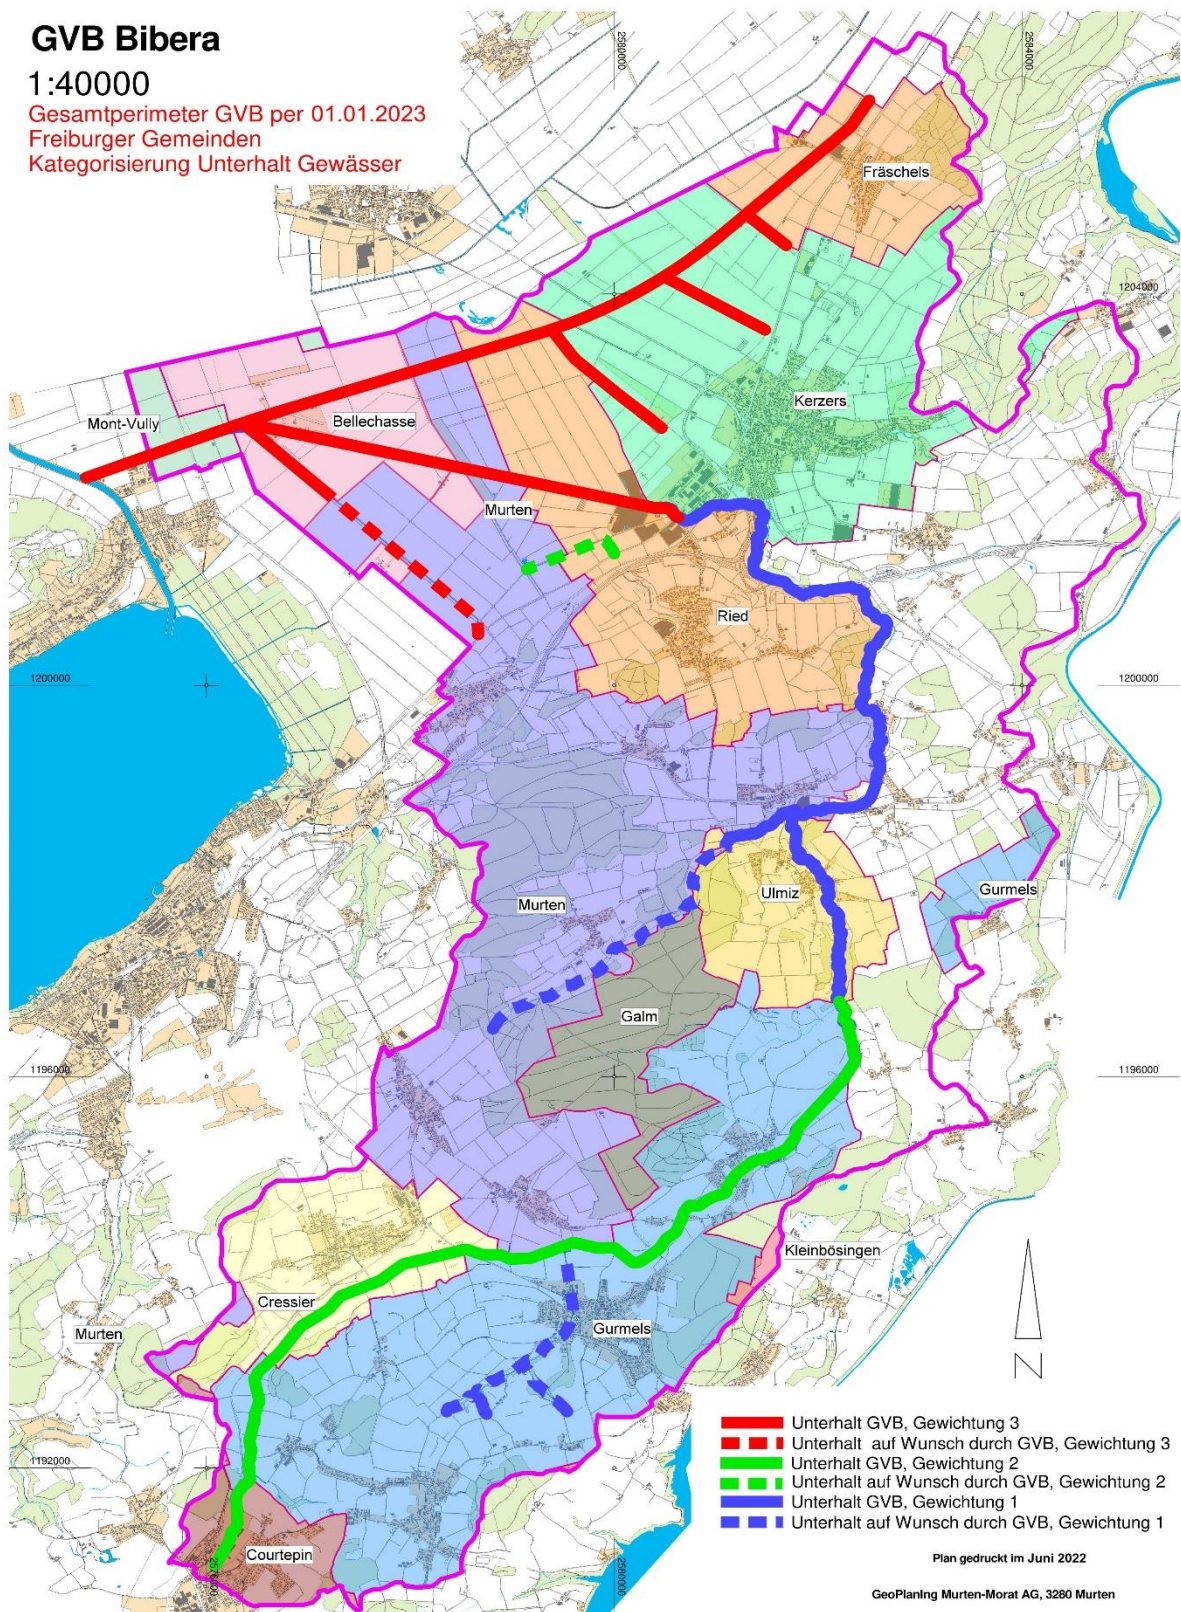 GVB Bibera
1:40000
Gesamtperimeter GVB per 01.01.2023
Freiburger Gemeinden
Kategorisierung Unterhalt Gewässer
2580000
2584000
Fräschels
1204000
Kerzers
Mont-Vully
Bellechasse
Murten
Ried
1200000
1200000
Ulmiz
Gurmels
Murten
Galm
1196000
1196000
Kleinbösingen
Cressier
Murten
Gurmels
1192000
Courtepin
2576000
2580000
Unterhalt GVB, Gewichtung 3
Unterhalt auf Wunsch durch GVB, Gewichtung 3
Unterhalt GVB, Gewichtung 2
Unterhalt auf Wunsch durch GVB, Gewichtung 2
Unterhalt GVB, Gewichtung 1
Unterhalt auf Wunsch durch GVB, Gewichtung 1
N
Plan gedruckt im Juni 2022
GeoPlaning Murten-Morat AG, 3280 Murten